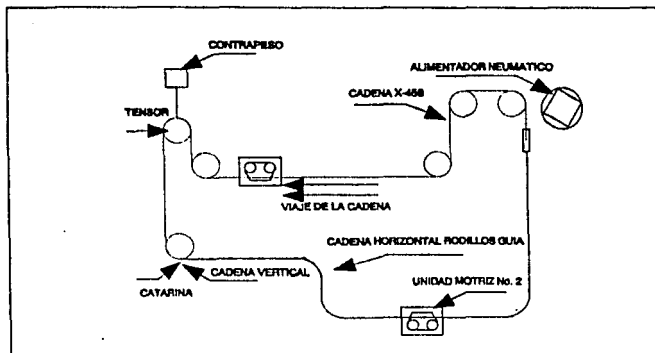 CONTRAPESO
ALIMENTADOR NEUMATICO
CADENA X-458
TENSOR
VIAJE DE LA CADENA
CADENA HORIZONTAL RODILLOS GUIA
CADENA VERTICAL
UNIDAD MOTRIZ No. 2
CATARINA